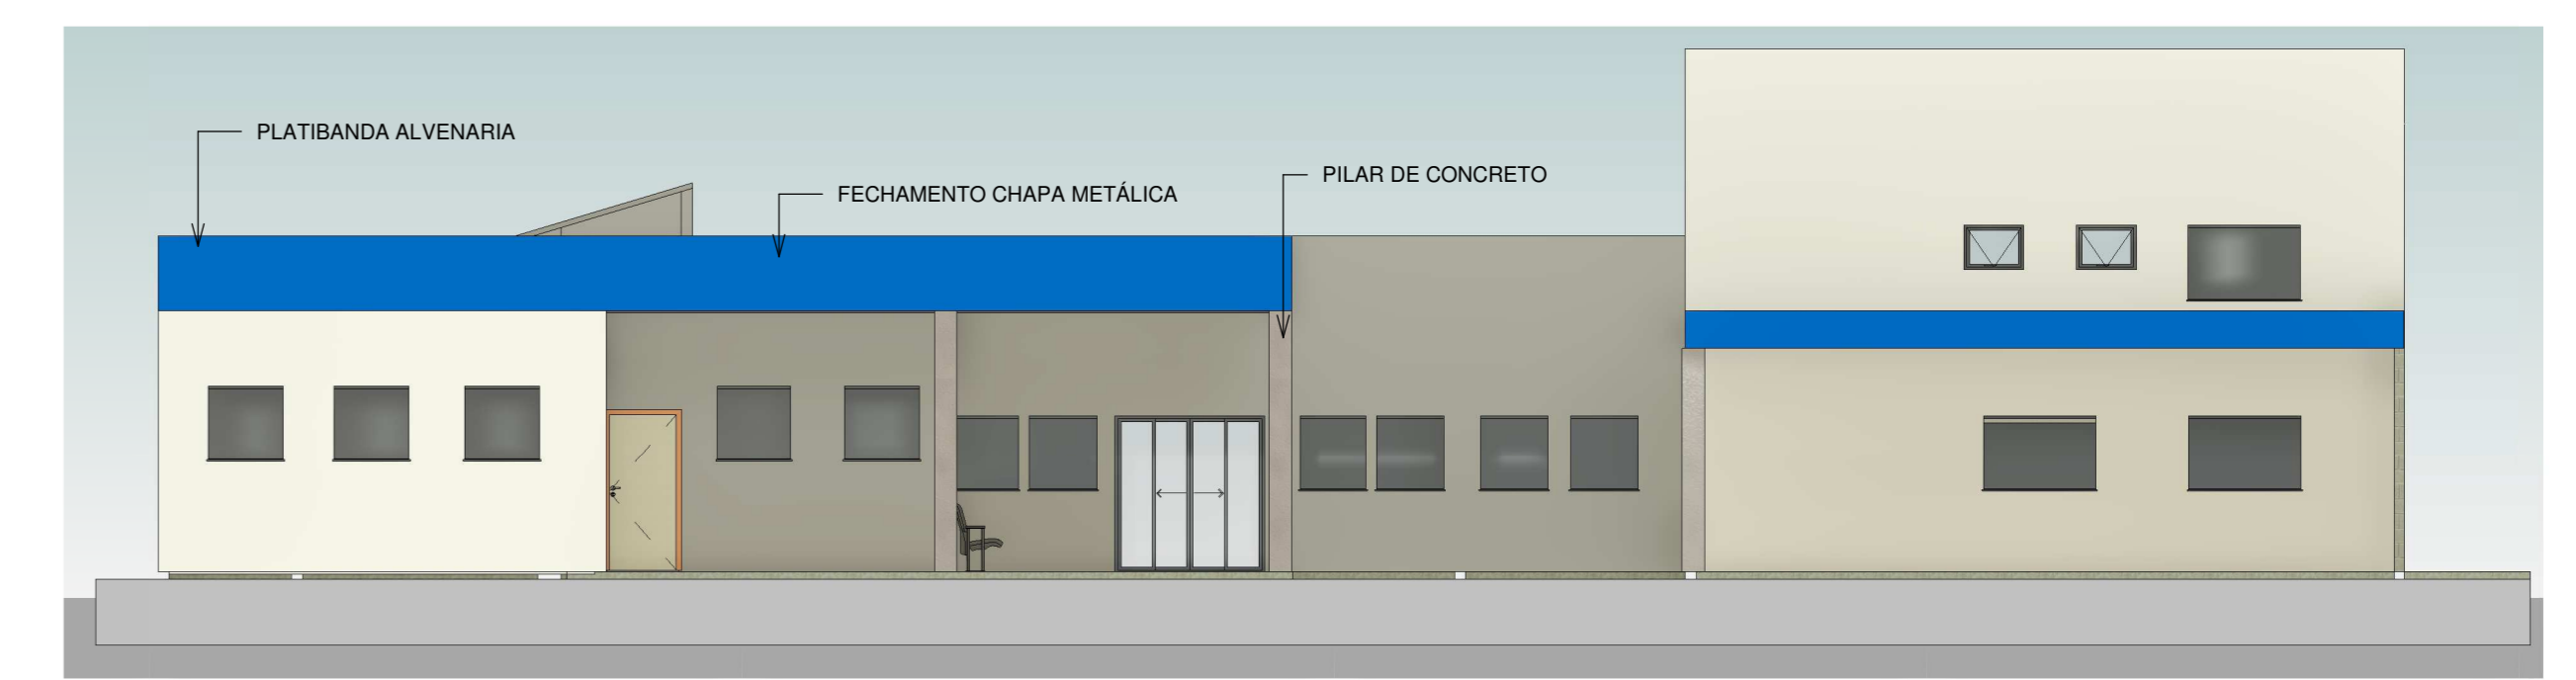 PLATIBANDA ALVENARIA
FECHAMENTO CHAPA METÁLICA
PILAR DE CONCRETO